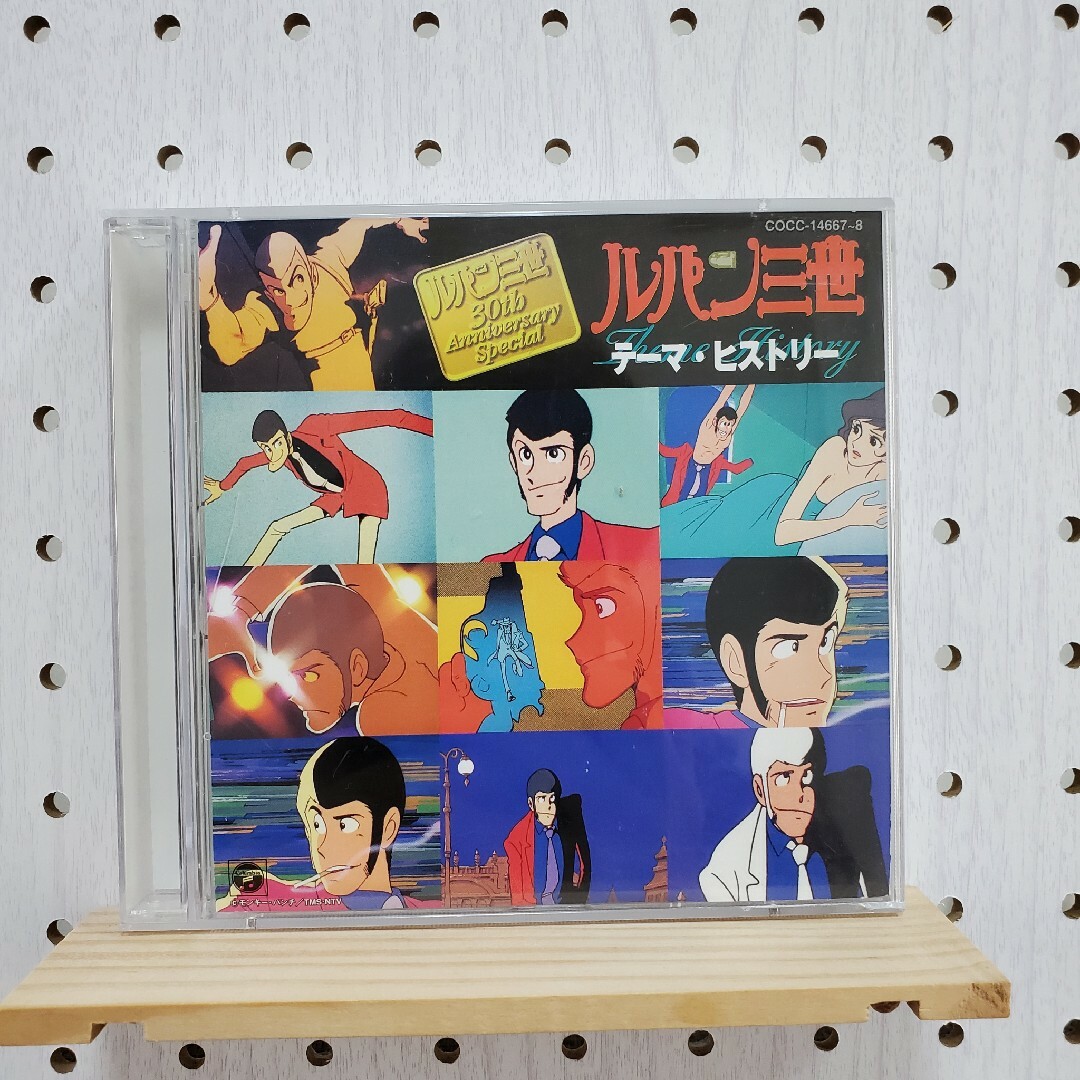 COCC-14667~8
ルパン三世
30th
Anniversary
Special
ルパン三世
Theme History
テーマ・ヒストリー
©モンキー・パンチ/TMS・NTV